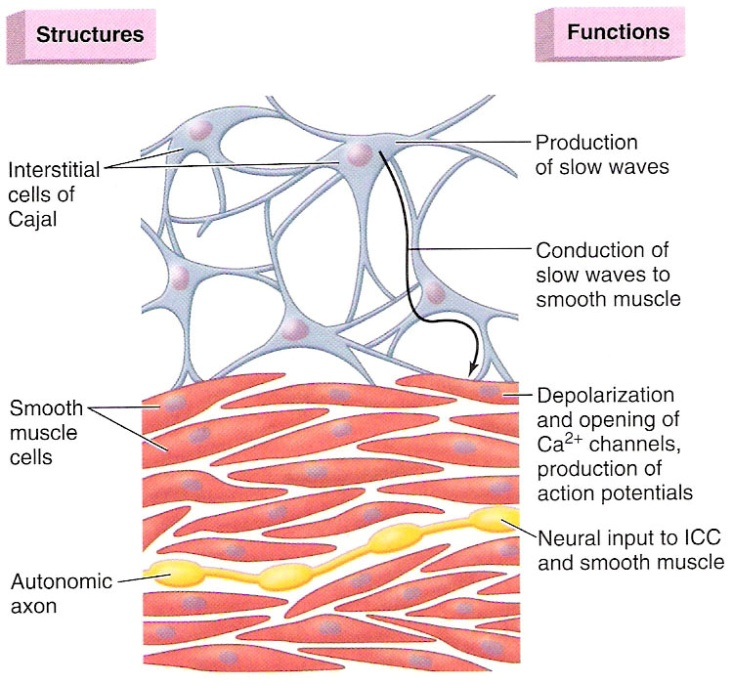 Structures
Functions
Interstitial
cells of
Cajal
Production
of slow waves
Conduction of
slow waves to
smooth muscle
Smooth
muscle
cells
Depolarization
and opening of
Ca²⁺ channels,
production of
action potentials
Neural input to ICC
and smooth muscle
Autonomic
axon